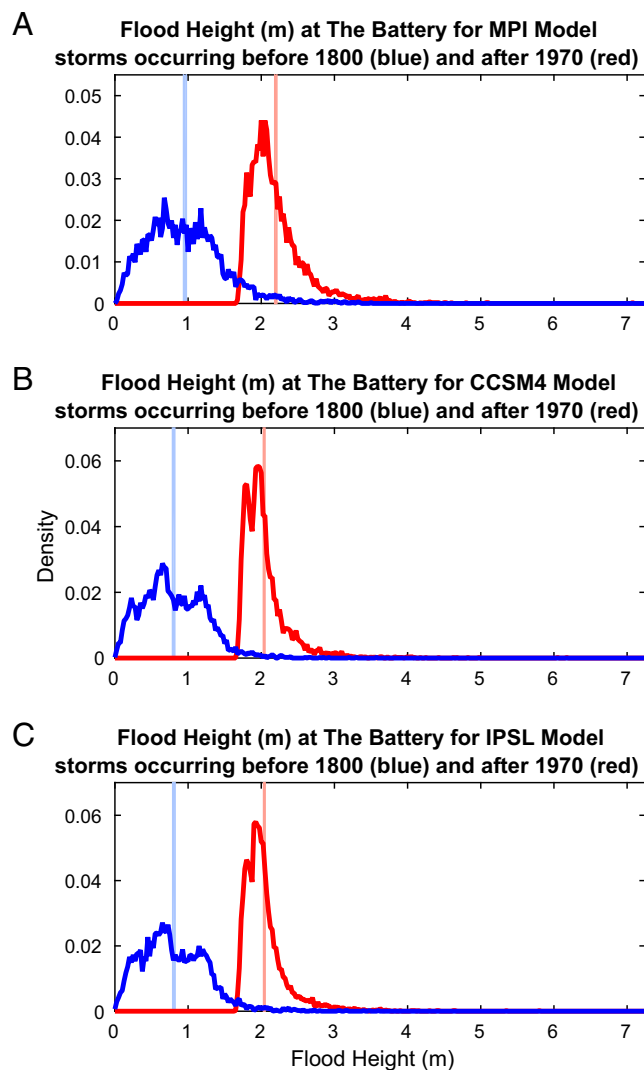 A
Flood Height (m) at The Battery for MPI Model
storms occurring before 1800 (blue) and after 1970 (red)
0.05
0.04
0.03
0.02
0.01
0
0 1 2 3 4 5 6 7
B
Flood Height (m) at The Battery for CCSM4 Model
storms occurring before 1800 (blue) and after 1970 (red)
0.06
0.04
0.02
0
Density
0 1 2 3 4 5 6 7
C
Flood Height (m) at The Battery for IPSL Model
storms occurring before 1800 (blue) and after 1970 (red)
0.06
0.04
0.02
0
0 1 2 3 4 5 6 7
Flood Height (m)